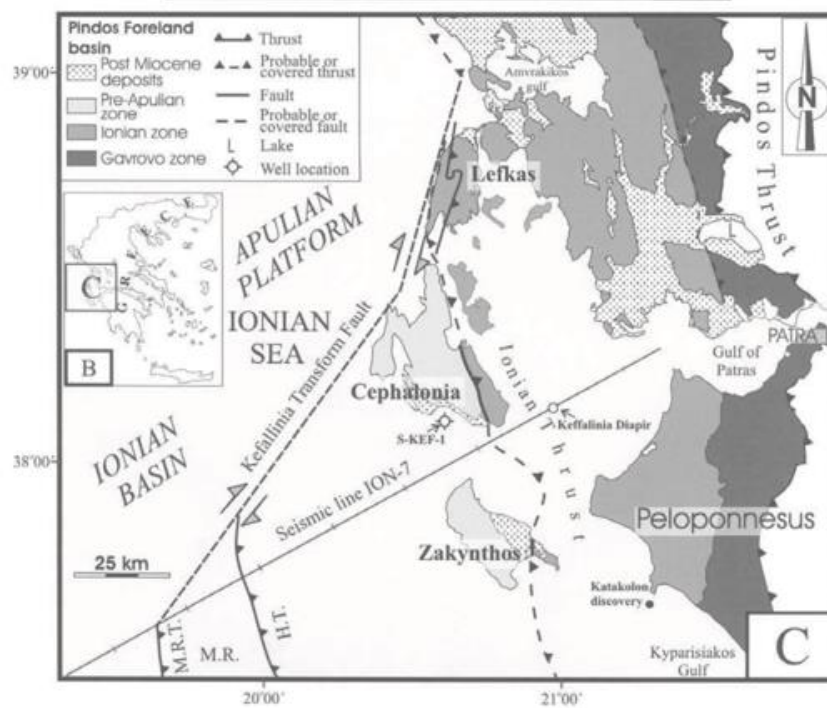 Pindos Foreland
basin
Post Miocene
deposits
Pre-Apulian
zone
Ionian zone
Gavrovo zone
Thrust
Probable or
covered thrust
Fault
Probable or
covered fault
L Lake
Well location
N
39°00´
38°00´
20°00´
21°00´
Amvrakikos
gulf
Pindos Thrust
Lefkas
L
APULIAN
PLATFORM
IONIAN
SEA
GREECE
C
B
Kefallinia Transform Fault
Ionian Thrust
PATRA
Gulf of
Patras
Cephalonia
S-KEF-1
Keffalinia Diapir
IONIAN
BASIN
Seismic line ION-7
Peloponnesus
25 km
Zakynthos
Katakolon
discovery
M.R.T.
M.R.
H.T.
Kyparisiakos
Gulf
C